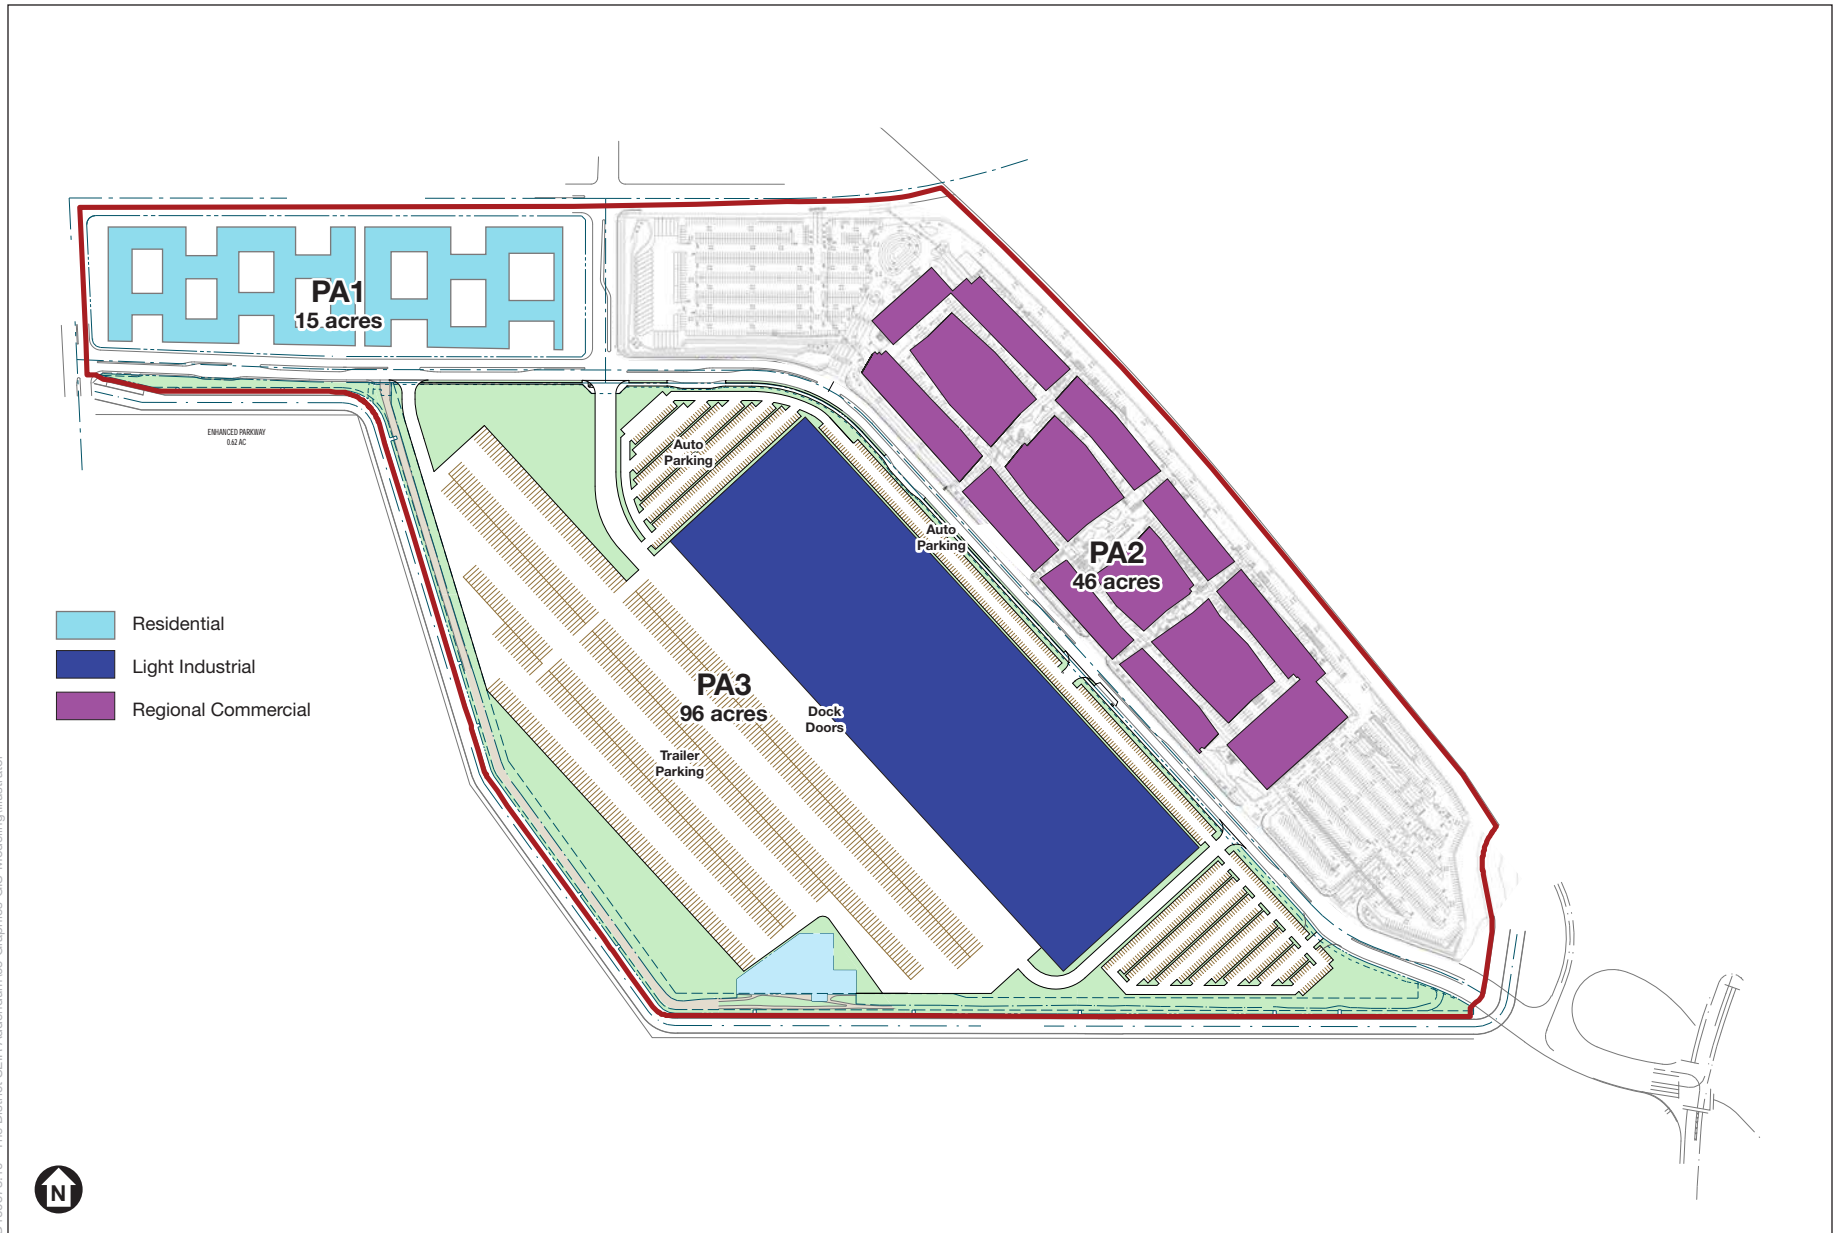 PA1
15 acres
ENHANCED PARKWAY
0.62 AC
Auto
Parking
Auto
Parking
PA2
46 acres
Residential
Light Industrial
Regional Commercial
PA3
96 acres
Dock
Doors
Trailer
Parking
N